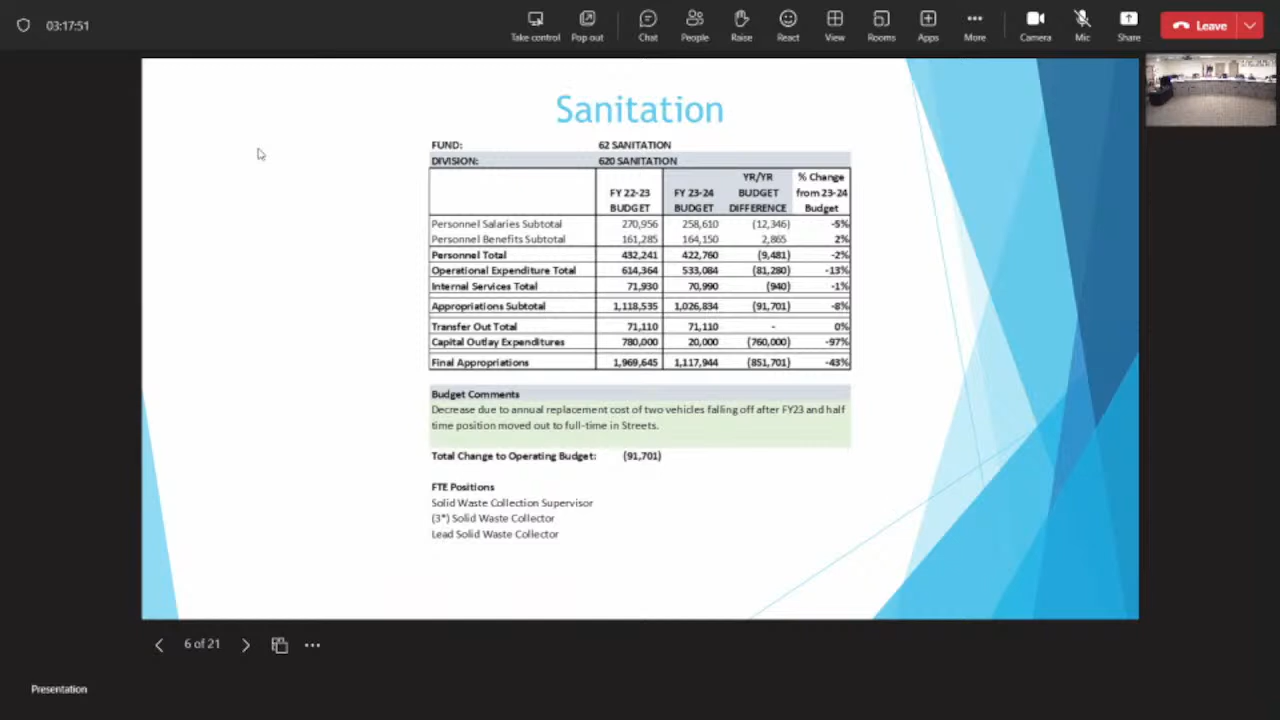 03:17:51
Take control Pop out Chat People Raise React View Rooms Apps More Camera Mic Share Leave
Sanitation
FUND: 62 SANITATION
DIVISION: 620 SANITATION
FY 22-23 BUDGET FY 23-24 BUDGET YR/YR BUDGET DIFFERENCE % Change from 23-24 Budget
Personnel Salaries Subtotal 270,956 258,610 (12,346) -5%
Personnel Benefits Subtotal 161,285 164,150 2,865 2%
Personnel Total 432,241 422,760 (9,481) -2%
Operational Expenditure Total 614,364 533,084 (81,280) -13%
Internal Services Total 71,930 70,990 (940) -1%
Appropriations Subtotal 1,118,535 1,026,834 (91,701) -8%
Transfer Out Total 71,110 71,110 - 0%
Capital Outlay Expenditures 780,000 20,000 (760,000) -97%
Final Appropriations 1,969,645 1,117,944 (851,701) -43%
Budget Comments
Decrease due to annual replacement cost of two vehicles falling off after FY23 and half
time position moved out to full-time in Streets.
Total Change to Operating Budget: (91,701)
FTE Positions
Solid Waste Collection Supervisor
(3*) Solid Waste Collector
Lead Solid Waste Collector
6 of 21
Presentation